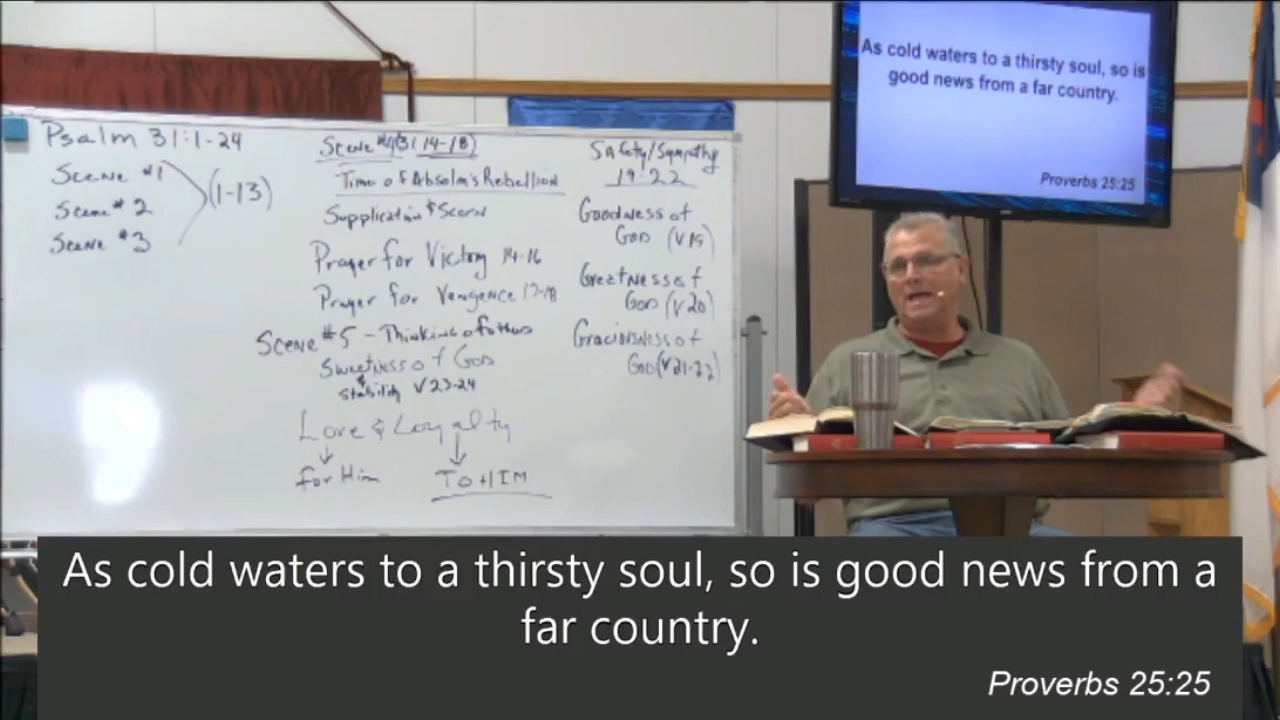 Psalm 31:1-24
Scene #1
Scene #2
Scene #3
(1-13)
Scene #4(31 14-18)
Time of Absolm's Rebellion
Supplication & Scorn
Prayer for Victory 14-16
Prayer for Vengence 17-18
Scene #5 - Thinking of others
Sweetness of God
& Stability V23-24
Love & Loyalty
for Him
To HIM
Safety/Sympathy
19-22
Goodness of
God (V19)
Greatness of
God (V20)
Graciousness of
God (V21-22)
As cold waters to a thirsty soul, so is
good news from a far country.
Proverbs 25:25
As cold waters to a thirsty soul, so is good news from a
far country.
Proverbs 25:25